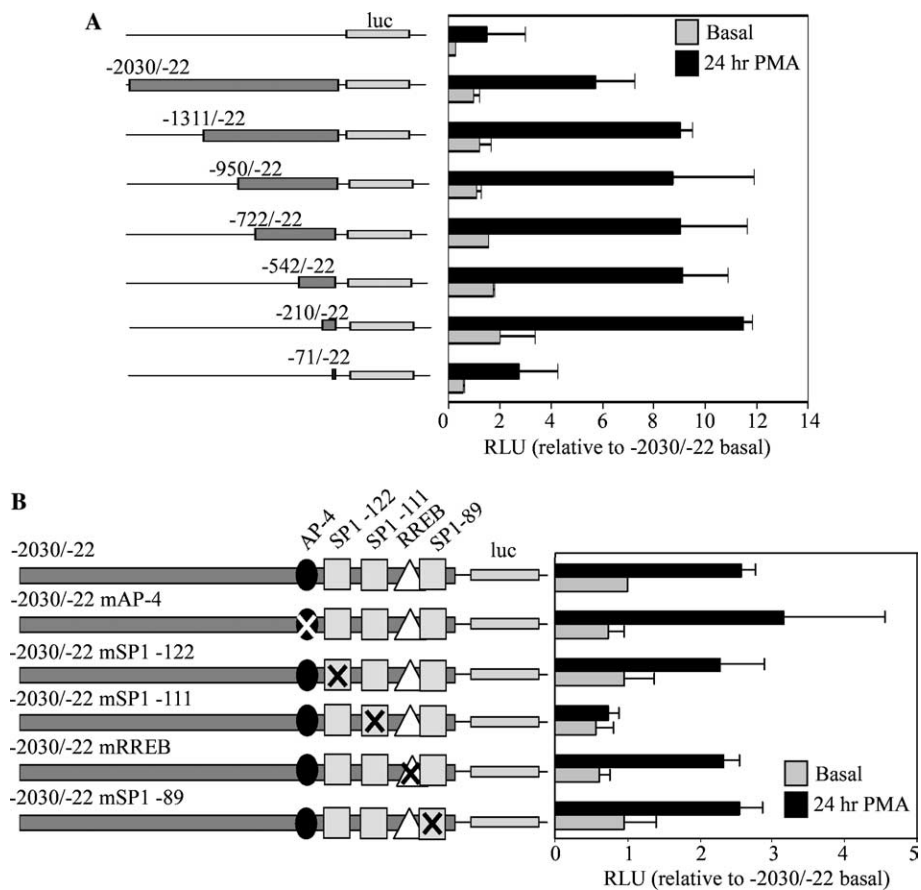 A
luc
-2030/-22
-1311/-22
-950/-22
-722/-22
-542/-22
-210/-22
-71/-22
Basal
24 hr PMA
0 2 4 6 8 10 12 14
RLU (relative to -2030/-22 basal)
B
AP-4
SP1 -122
SP1 -111
RREB
SP1-89
luc
-2030/-22
-2030/-22 mAP-4
-2030/-22 mSP1 -122
-2030/-22 mSP1 -111
-2030/-22 mRREB
-2030/-22 mSP1 -89
Basal
24 hr PMA
0 1 2 3 4 5
RLU (relative to -2030/-22 basal)